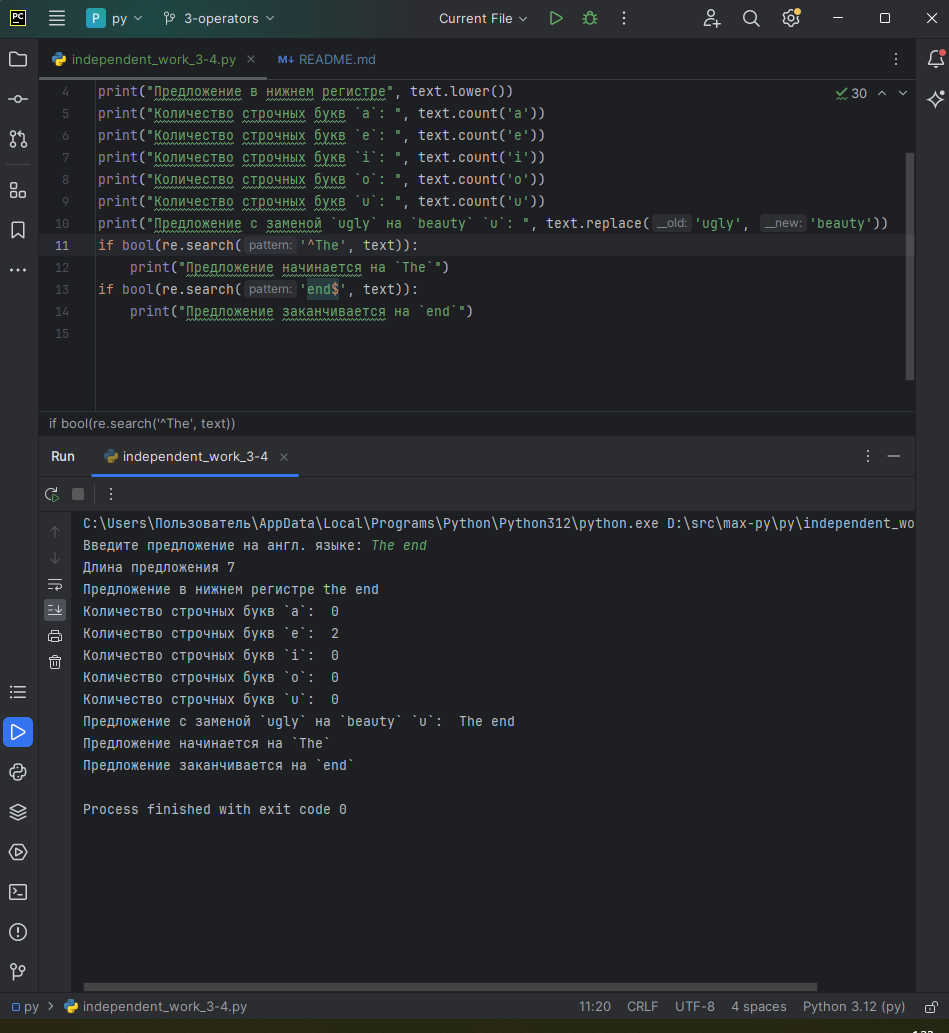 PC
P py 3-operators Current File
independent_work_3-4.py README.md
4 print("Предложение в нижнем регистре", text.lower())
30
5 print("Количество строчных букв `a`: ", text.count('a'))
6 print("Количество строчных букв `e`: ", text.count('e'))
7 print("Количество строчных букв `i`: ", text.count('i'))
8 print("Количество строчных букв `o`: ", text.count('o'))
9 print("Количество строчных букв `u`: ", text.count('u'))
10 print("Предложение с заменой `ugly` на `beauty` `u`: ", text.replace( __old: 'ugly', __new: 'beauty'))
11 if bool(re.search( pattern: '^The', text)):
12 print("Предложение начинается на `The`")
13 if bool(re.search( pattern: 'end$', text)):
14 print("Предложение заканчивается на `end`")
15
if bool(re.search('^The', text))
Run independent_work_3-4
C:\Users\Пользователь\AppData\Local\Programs\Python\Python312\python.exe D:\src\max-py\py\independent_wo
Введите предложение на англ. языке: The end
Длина предложения 7
Предложение в нижнем регистре the end
Количество строчных букв `a`:  0
Количество строчных букв `e`:  2
Количество строчных букв `i`:  0
Количество строчных букв `o`:  0
Количество строчных букв `u`:  0
Предложение с заменой `ugly` на `beauty` `u`:  The end
Предложение начинается на `The`
Предложение заканчивается на `end`
Process finished with exit code 0
py independent_work_3-4.py 11:20 CRLF UTF-8 4 spaces Python 3.12 (py)